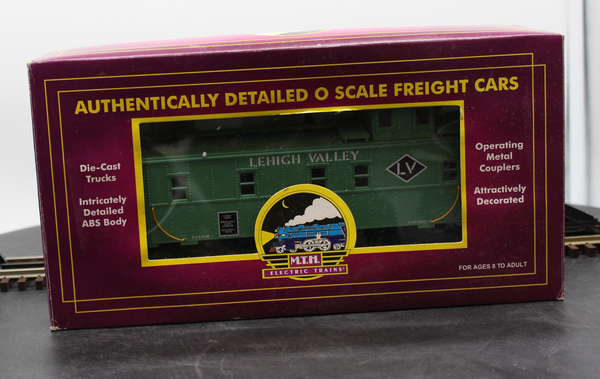 AUTHENTICALLY DETAILED O SCALE FREIGHT CARS
Die-Cast
Trucks
Intricately
Detailed
ABS Body
LEHIGH VALLEY
LV
Operating
Metal
Couplers
Attractively
Decorated
M.T.H.
ELECTRIC TRAINS
FOR AGES 8 TO ADULT